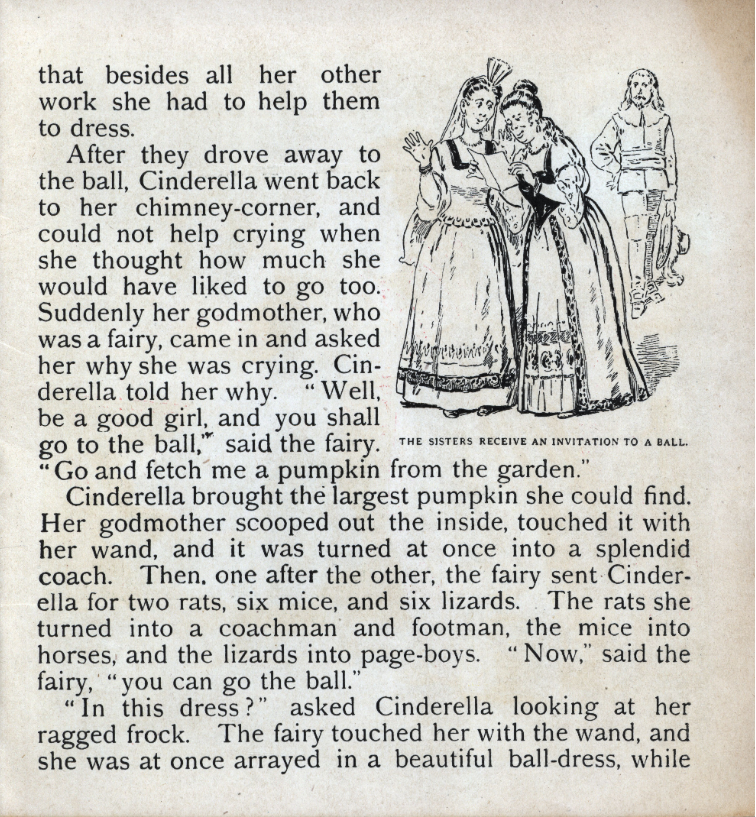 that besides all her other
work she had to help them
to dress.
After they drove away to
the ball, Cinderella went back
to her chimney-corner, and
could not help crying when
she thought how much she
would have liked to go too.
Suddenly her godmother, who
was a fairy, came in and asked
her why she was crying. Cin-
derella told her why. “Well,
be a good girl, and you shall
go to the ball,” said the fairy.
THE SISTERS RECEIVE AN INVITATION TO A BALL.
“Go and fetch me a pumpkin from the garden.”
Cinderella brought the largest pumpkin she could find.
Her godmother scooped out the inside, touched it with
her wand, and it was turned at once into a splendid
coach. Then, one after the other, the fairy sent Cinder-
ella for two rats, six mice, and six lizards. The rats she
turned into a coachman and footman, the mice into
horses, and the lizards into page-boys. “Now,” said the
fairy, “you can go the ball.”
“In this dress?” asked Cinderella looking at her
ragged frock. The fairy touched her with the wand, and
she was at once arrayed in a beautiful ball-dress, while